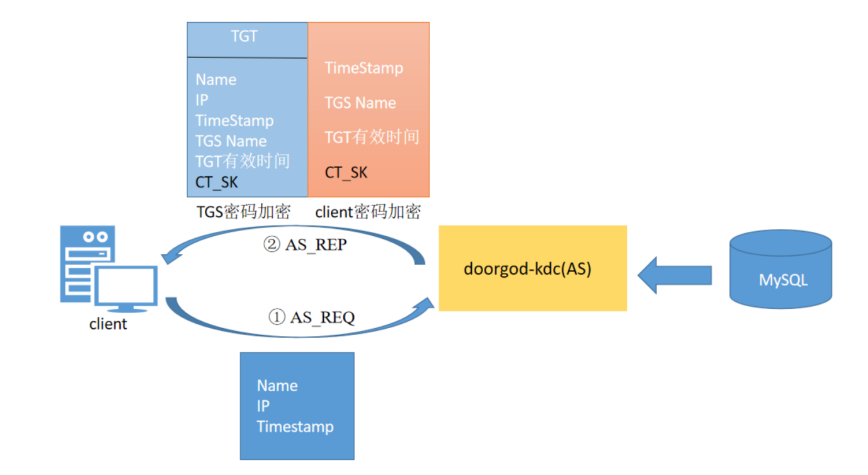 TGT
Name
IP
TimeStamp
TGS Name
TGT有效时间
CT_SK
TimeStamp
TGS Name
TGT有效时间
CT_SK
TGS密码加密
client密码加密
② AS_REP
doorgod-kdc(AS)
MySQL
client
① AS_REQ
Name
IP
Timestamp